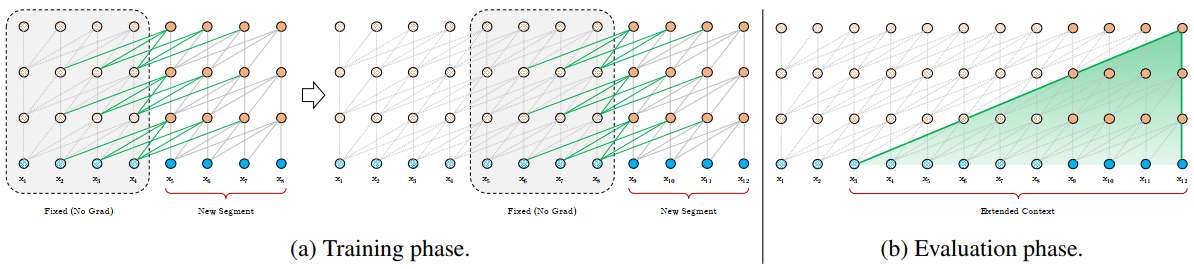 x₁ x₂ x₃ x₄ x₅ x₆ x₇ x₈
Fixed (No Grad) New Segment
x₁ x₂ x₃ x₄ x₅ x₆ x₇ x₈ x₉ x₁₀ x₁₁ x₁₂
Fixed (No Grad) New Segment
(a) Training phase.
x₁ x₂ x₃ x₄ x₅ x₆ x₇ x₈ x₉ x₁₀ x₁₁ x₁₂
Extended Context
(b) Evaluation phase.